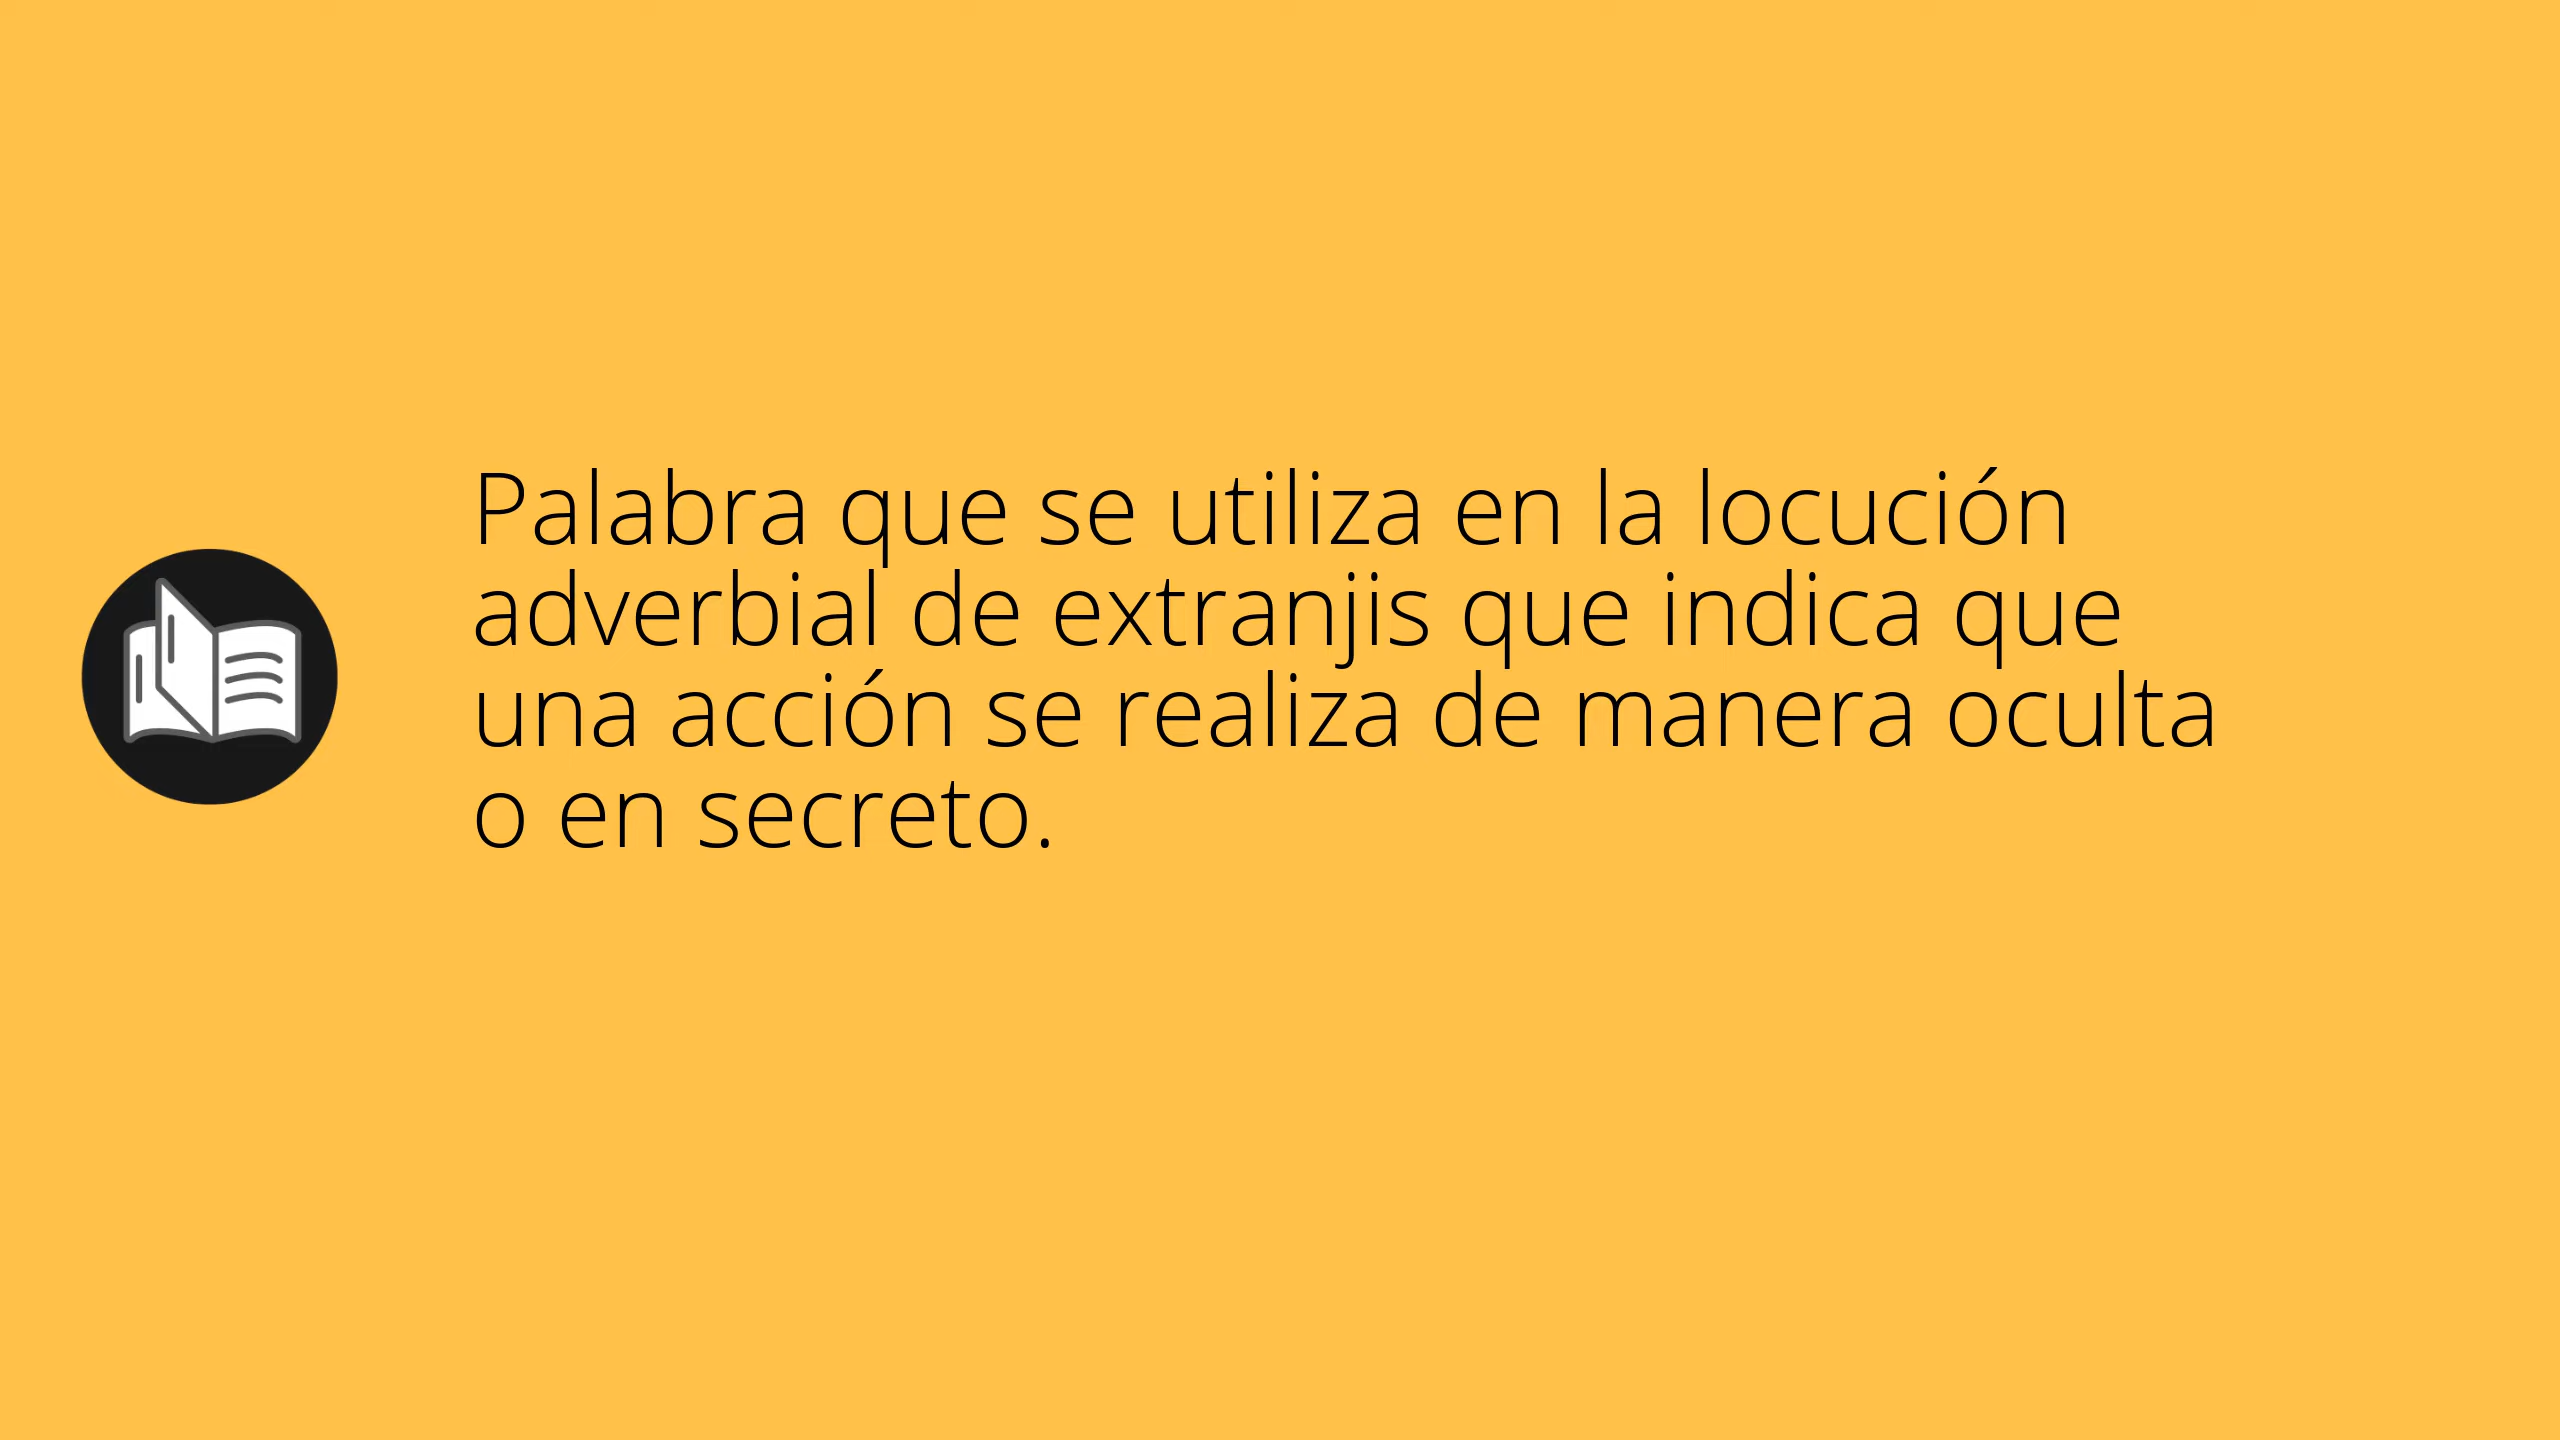 Palabra que se utiliza en la locución
adverbial de extranjis que indica que
una acción se realiza de manera oculta
o en secreto.